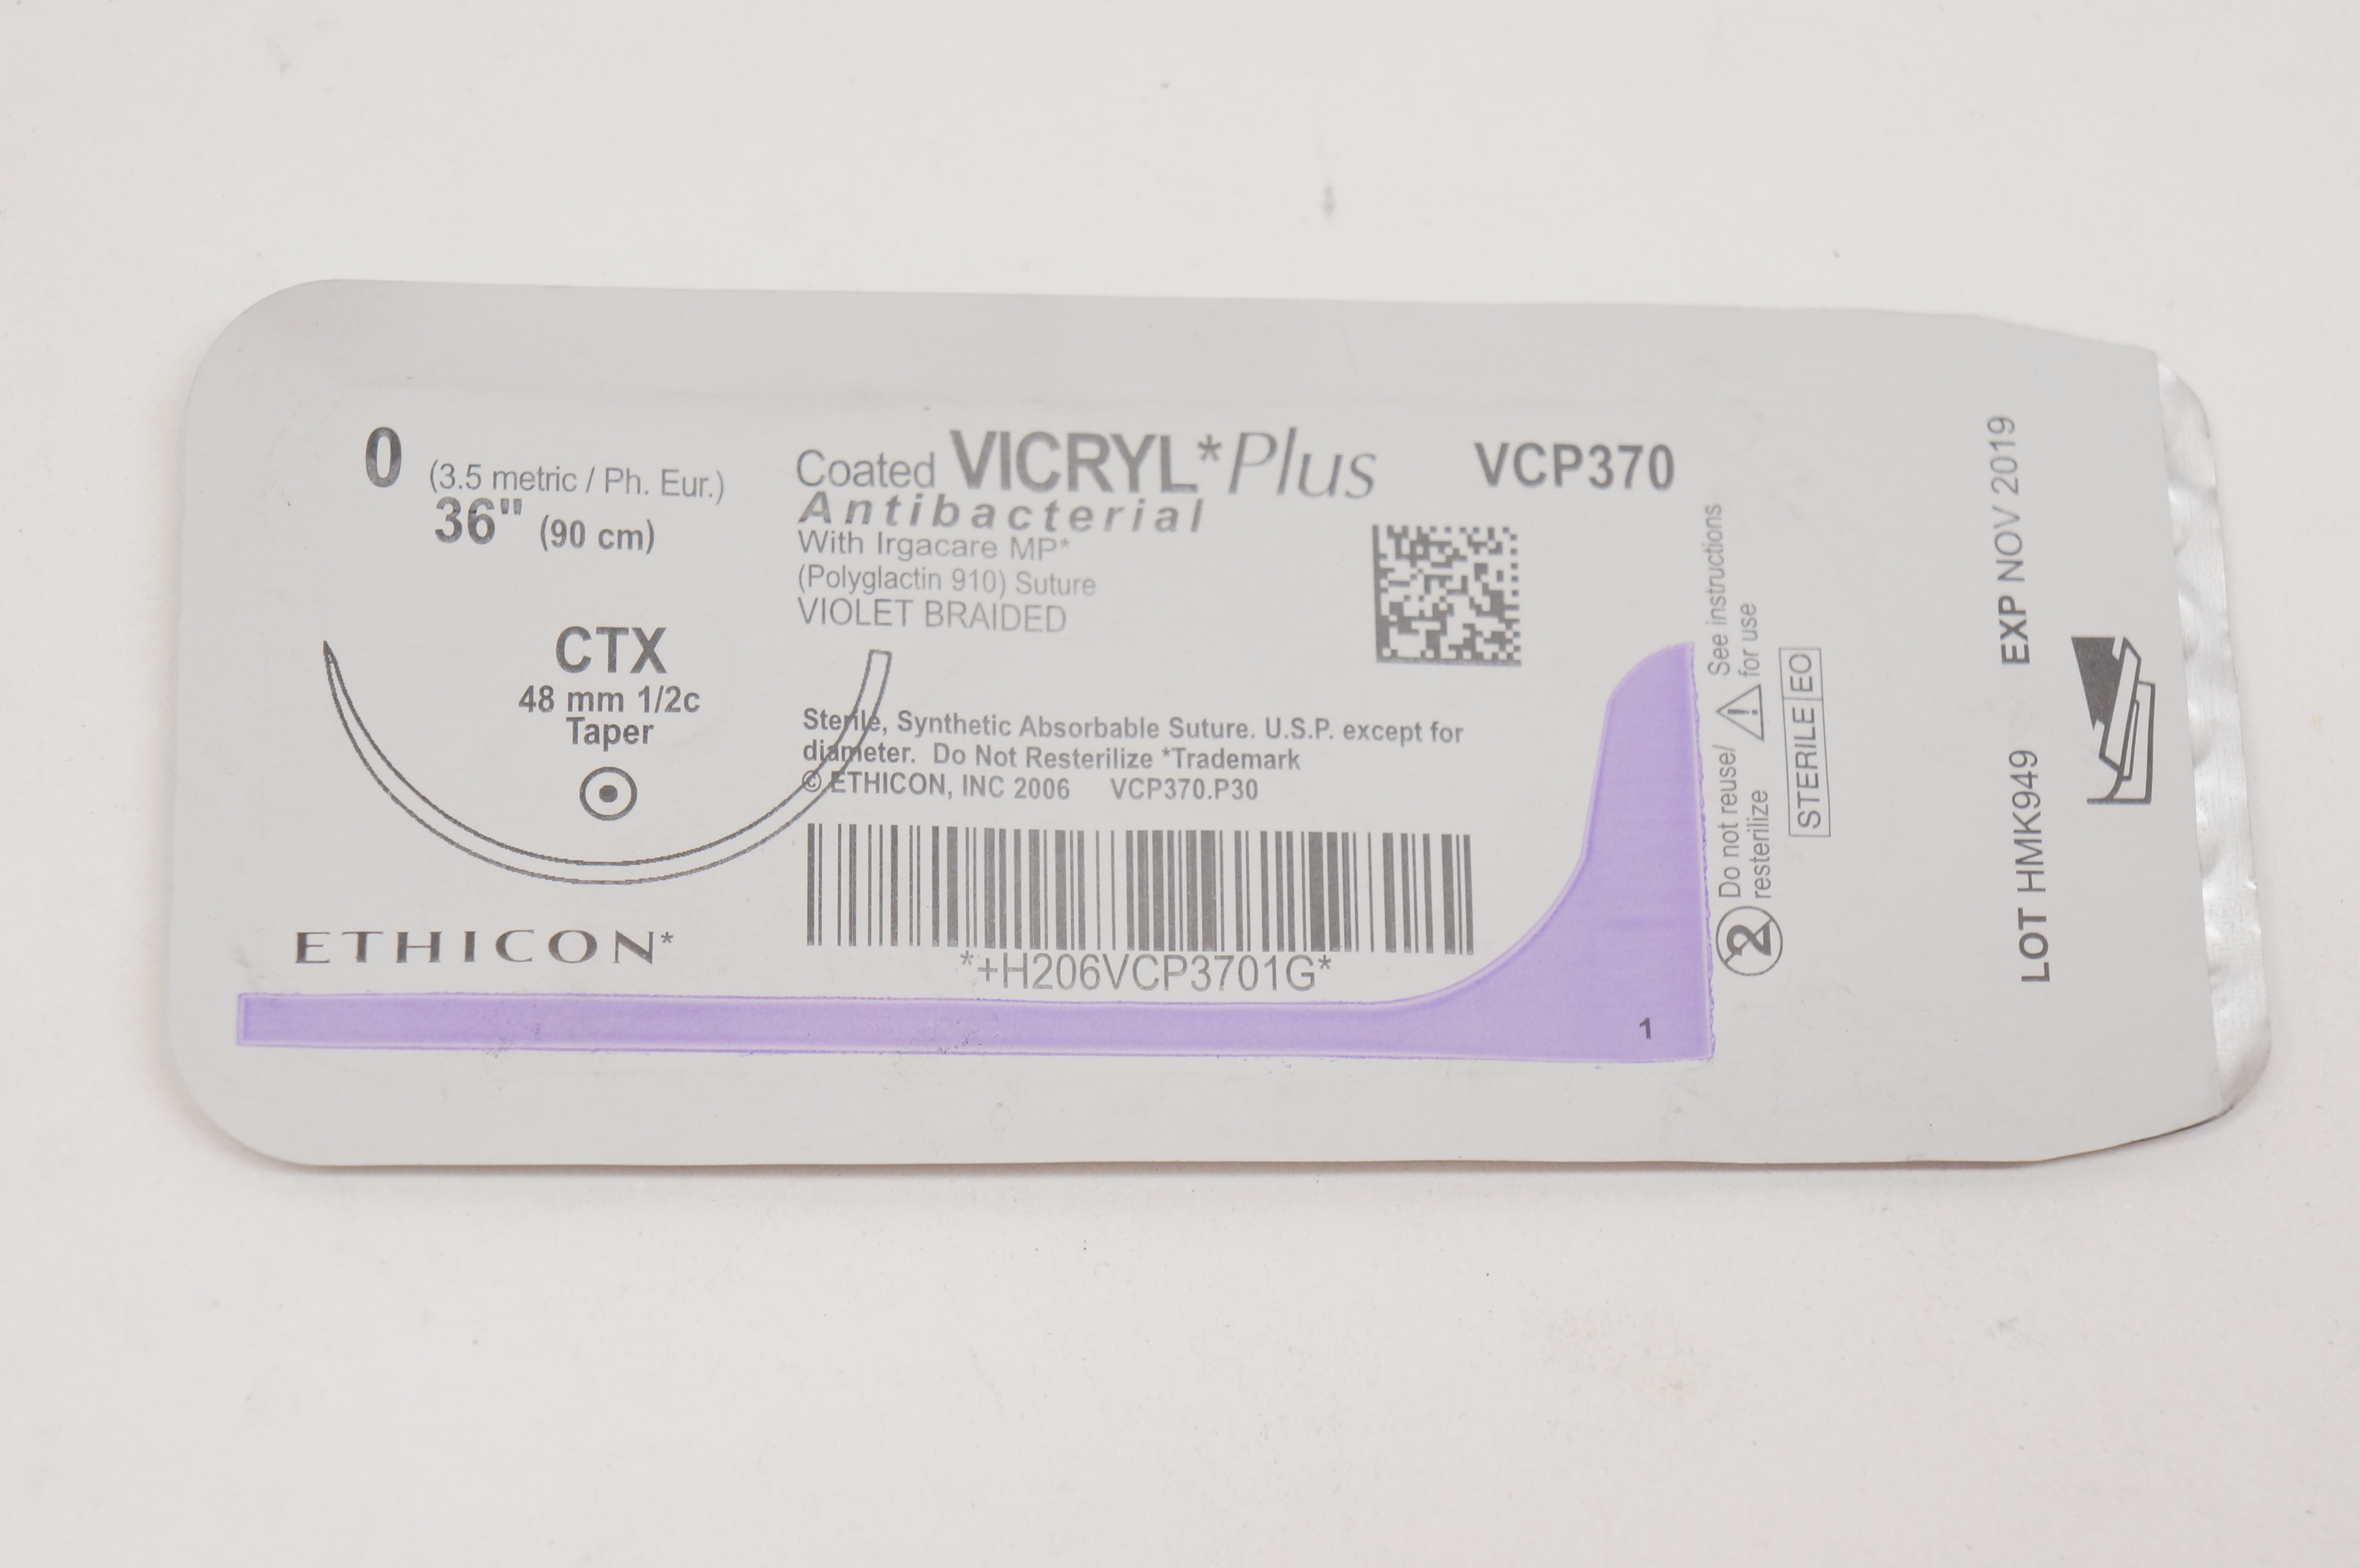 0 (3.5 metric / Ph. Eur.)
36" (90 cm)
CTX
48 mm 1/2c
Taper
ETHICON*
Coated VICRYL*Plus
Antibacterial
With Irgacare MP*
(Polyglactin 910) Suture
VIOLET BRAIDED
VCP370
Sterile, Synthetic Absorbable Suture. U.S.P. except for
diameter. Do Not Resterilize *Trademark
© ETHICON, INC 2006 VCP370.P30
*+H206VCP3701G*
1
2 Do not reuse/
resterilize
See instructions
for use
STERILE EO
LOT HMK949 EXP NOV 2019